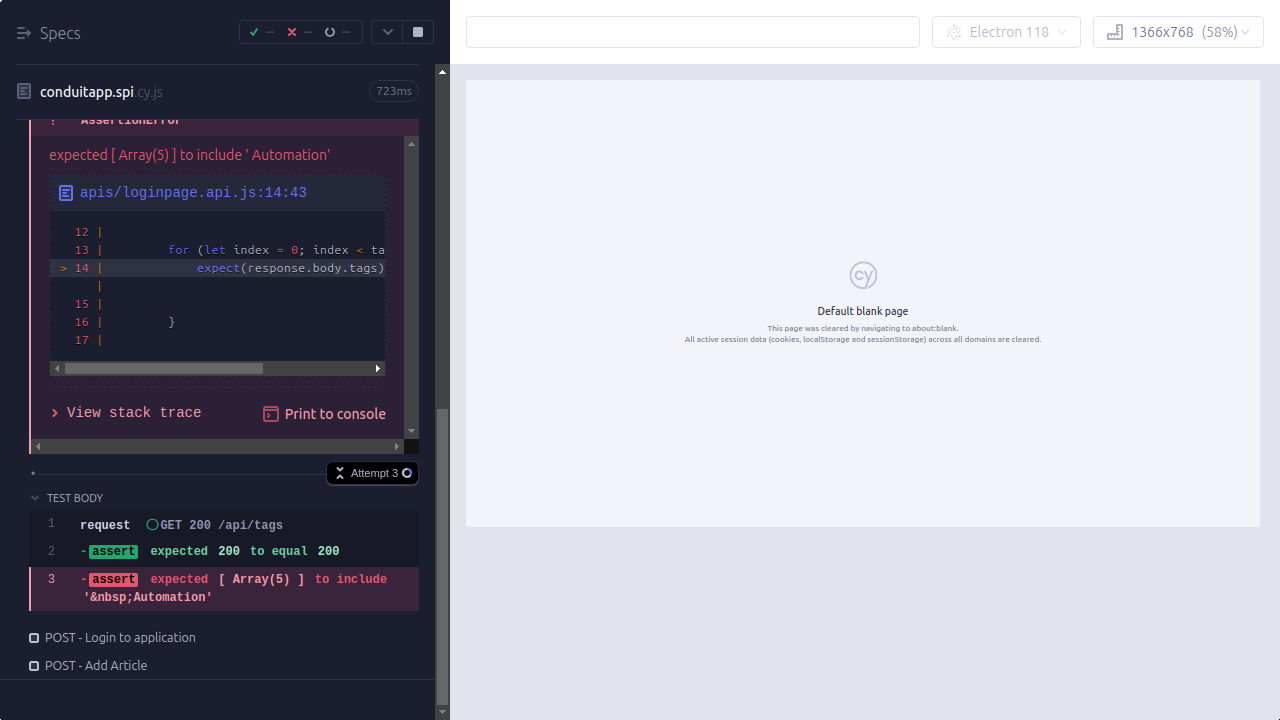 Specs
--
--
--
Electron 118
1366x768 (58%)
conduitapp.spi.cy.js
723ms
! AssertionError
expected [ Array(5) ] to include ' Automation'
apis/loginpage.api.js:14:43
12 |
13 | for (let index = 0; index < ta
> 14 | expect(response.body.tags)
|
15 |
16 | }
17 |
View stack trace
Print to console
Attempt 3
TEST BODY
1 request GET 200 /api/tags
2 -assert expected 200 to equal 200
3 -assert expected [ Array(5) ] to include
'&nbsp;Automation'
POST - Login to application
POST - Add Article
cy
Default blank page
This page was cleared by navigating to about:blank.
All active session data (cookies, localStorage and sessionStorage) across all domains are cleared.